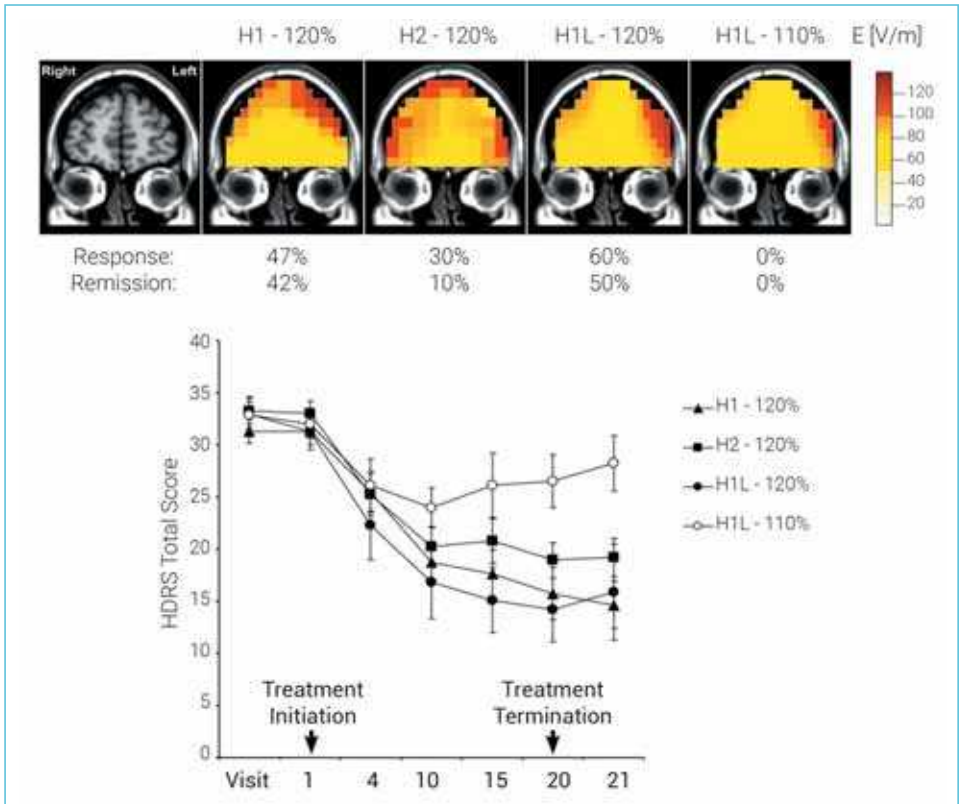 H1 - 120% H2 - 120% H1L - 120% H1L - 110% E [V/m]
Right Left
120
100
80
60
40
20
Response: 47% 30% 60% 0%
Remission: 42% 10% 50% 0%
40
35
30
25
20
15
10
5
0
HDRS Total Score
H1 - 120%
H2 - 120%
H1L - 120%
H1L - 110%
Treatment
Initiation
Treatment
Termination
Visit 1 4 10 15 20 21